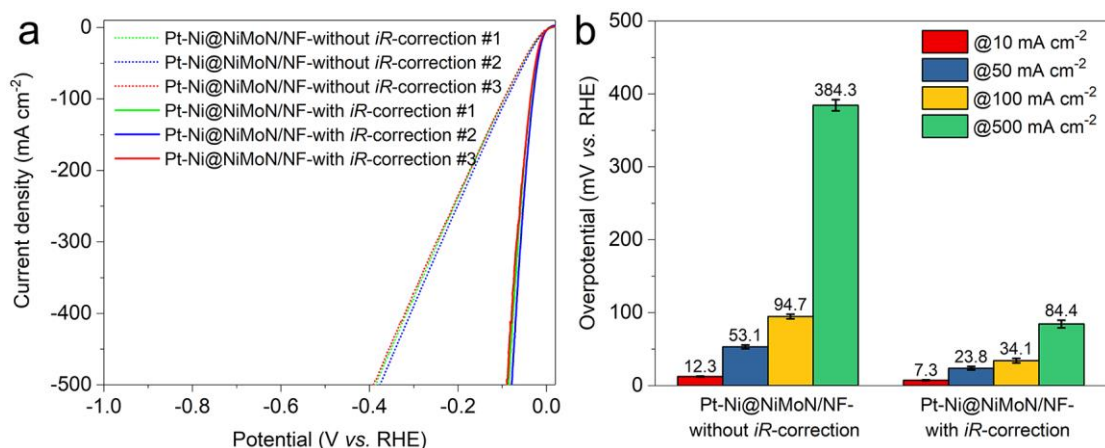 a
0
-100
-200
-300
-400
-500
Current density (mA cm⁻²)
Pt-Ni@NiMoN/NF-without iR-correction #1
Pt-Ni@NiMoN/NF-without iR-correction #2
Pt-Ni@NiMoN/NF-without iR-correction #3
Pt-Ni@NiMoN/NF-with iR-correction #1
Pt-Ni@NiMoN/NF-with iR-correction #2
Pt-Ni@NiMoN/NF-with iR-correction #3
-1.0 -0.8 -0.6 -0.4 -0.2 0.0
Potential (V vs. RHE)
b
500
400
300
200
100
0
Overpotential (mV vs. RHE)
@10 mA cm⁻²
@50 mA cm⁻²
@100 mA cm⁻²
@500 mA cm⁻²
12.3
53.1
94.7
384.3
7.3
23.8
34.1
84.4
Pt-Ni@NiMoN/NF-
without iR-correction
Pt-Ni@NiMoN/NF-
with iR-correction